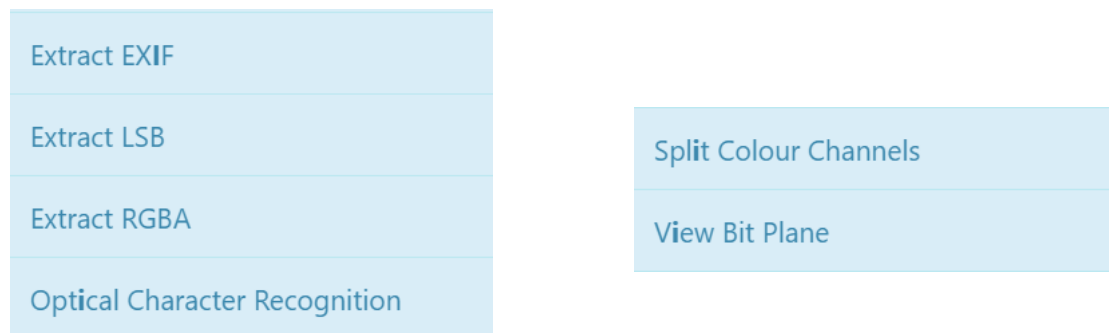 Extract EXIF
Extract LSB
Extract RGBA
Optical Character Recognition
Split Colour Channels
View Bit Plane